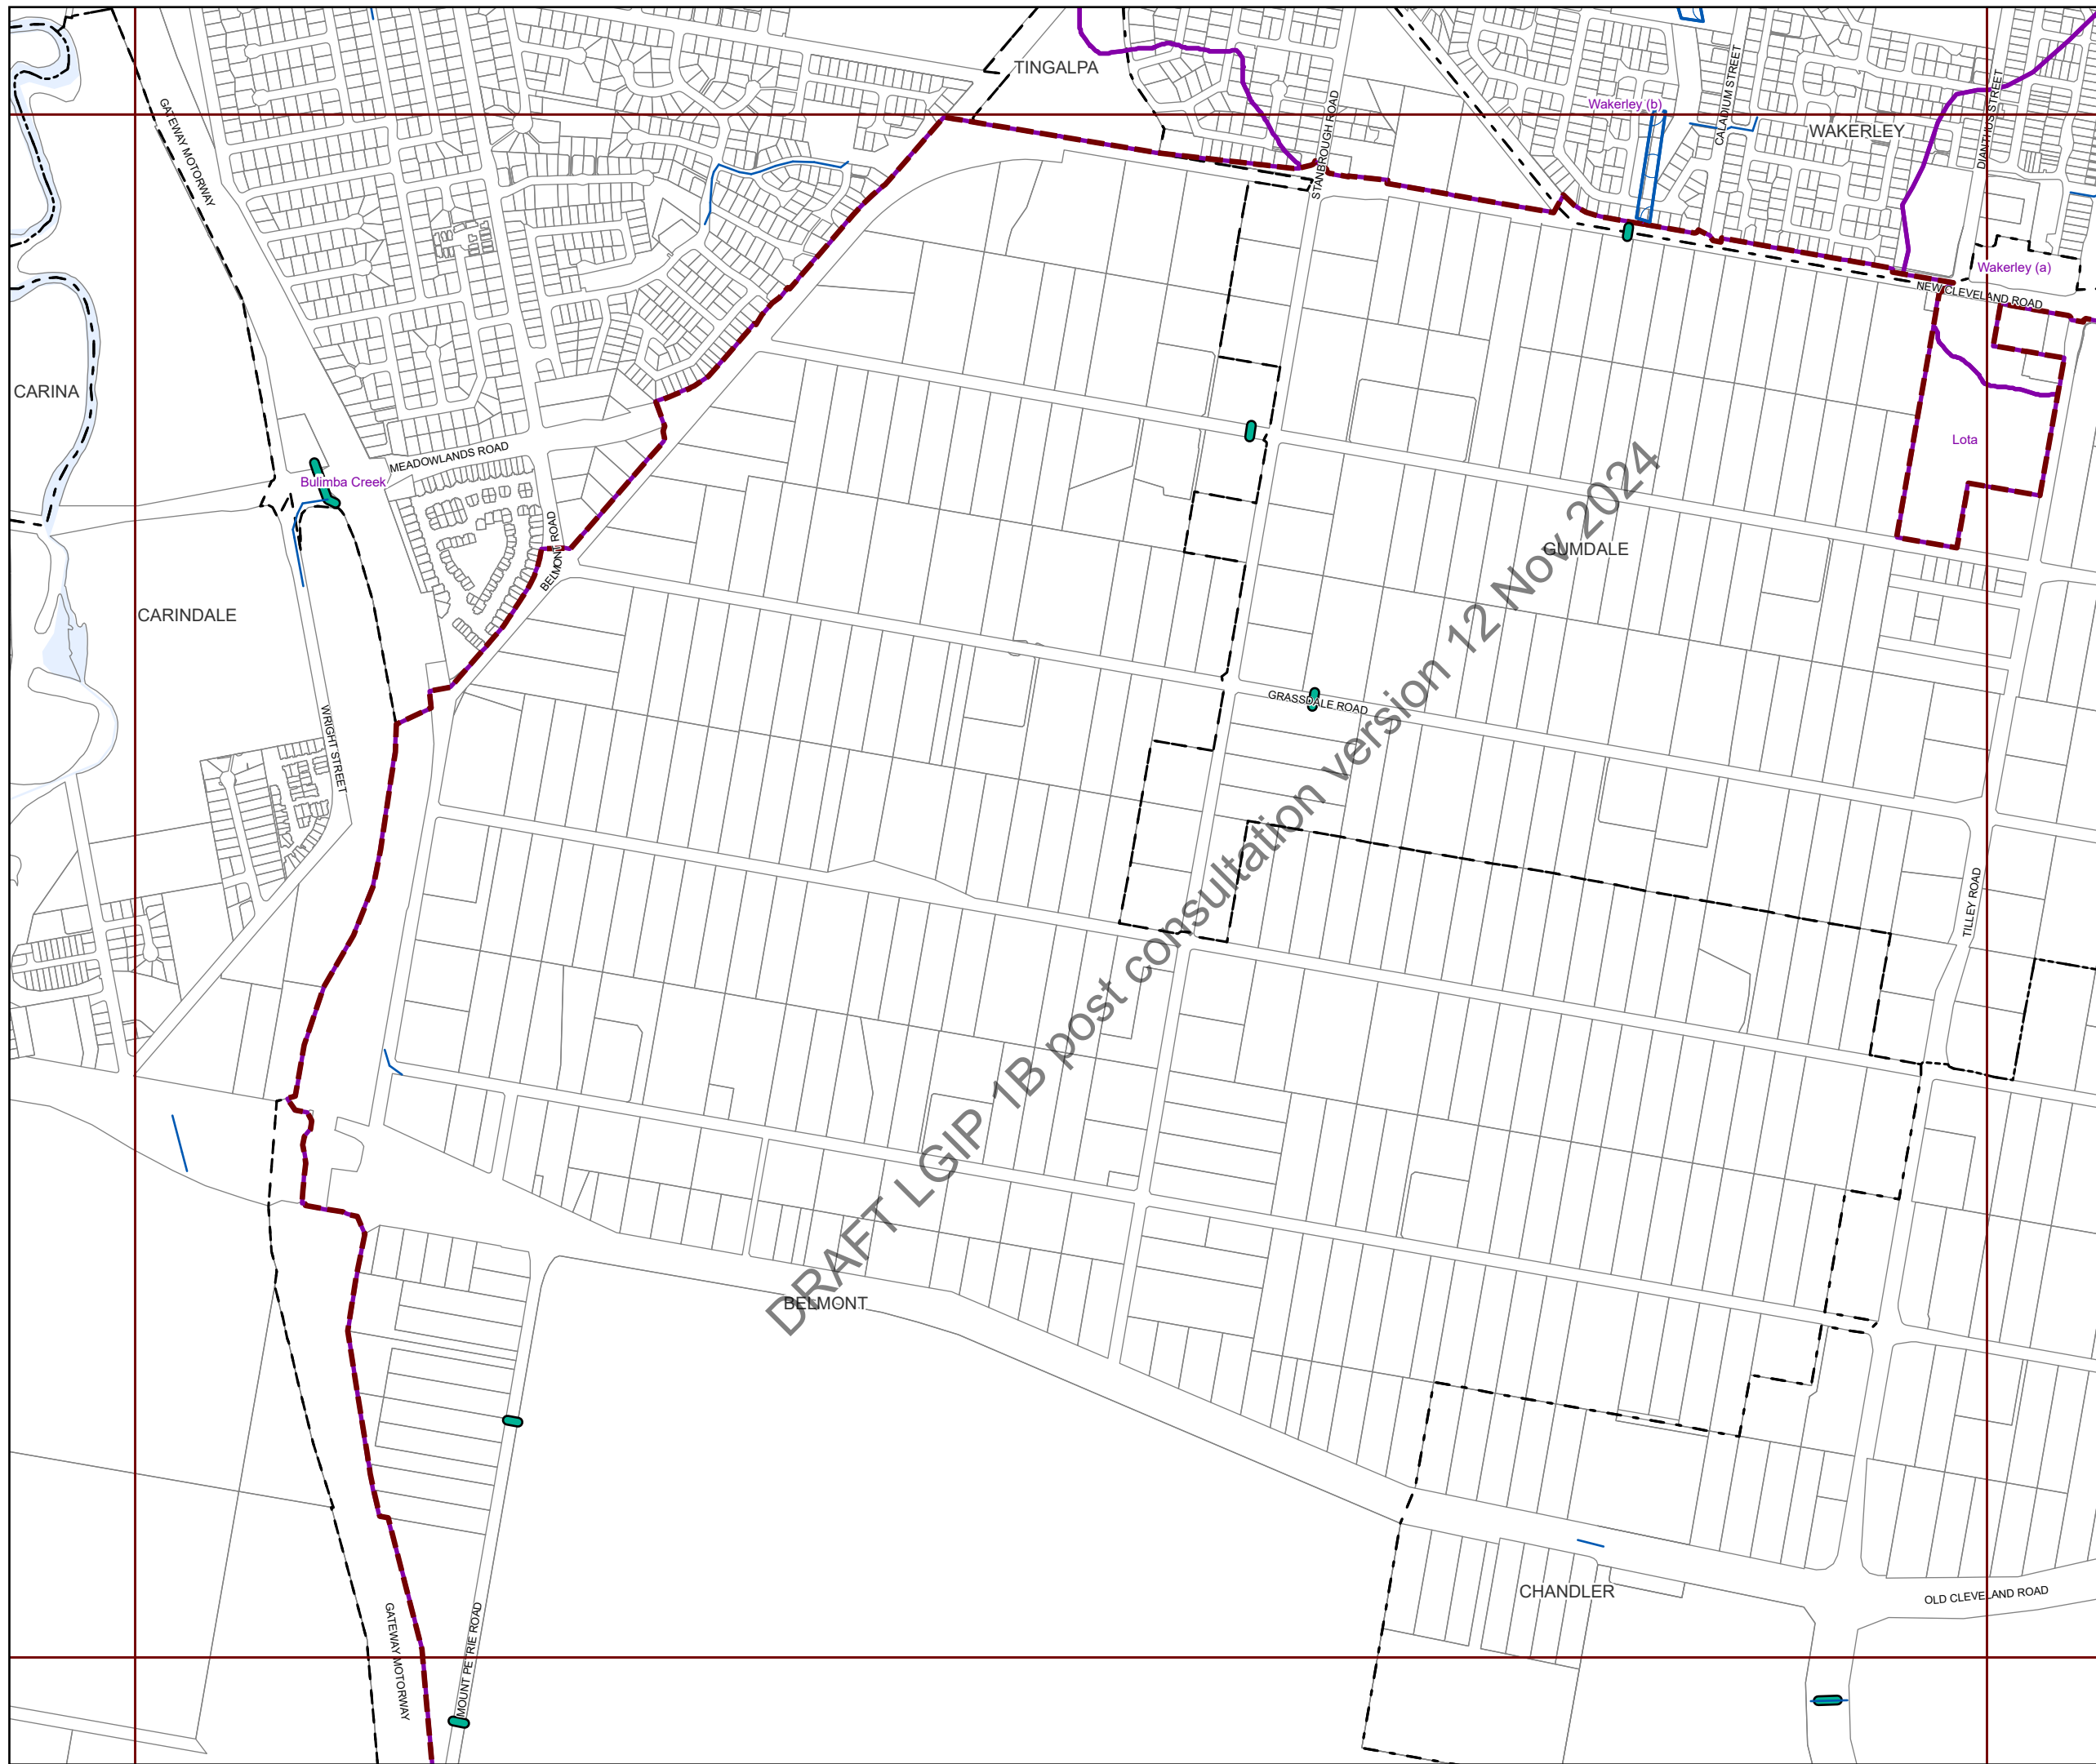 TINGALPA
GATEWAY MOTORWAY
STANBROUGH ROAD
Wakerley (b)
CALADIUM STREET
WAKERLEY
DIANTHUS STREET
Wakerley (a)
NEW CLEVELAND ROAD
CARINA
MEADOWLANDS ROAD
Lota
Bulimba Creek
BELMONT ROAD
GUMDALE
CARINDALE
WRIGHT STREET
GRASSDALE ROAD
TILLEY ROAD
DRAFT LGIP 1B post consultation version 12 Nov 2024
BELMONT
CHANDLER
OLD CLEVELAND ROAD
GATEWAY MOTORWAY
MOUNT PETRIE ROAD